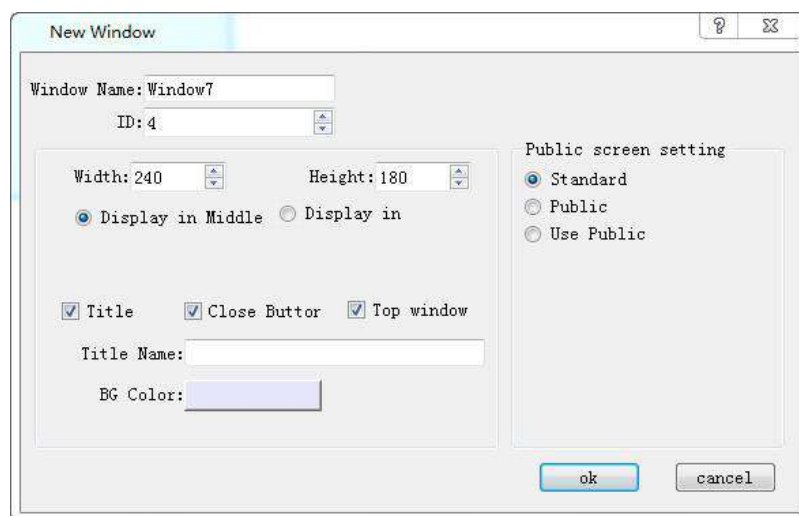 New Window
Window Name: Window7
ID: 4
Width: 240 Height: 180
Display in Middle Display in
Title Close Buttor Top window
Title Name:
BG Color:
Public screen setting
Standard
Public
Use Public
ok cancel